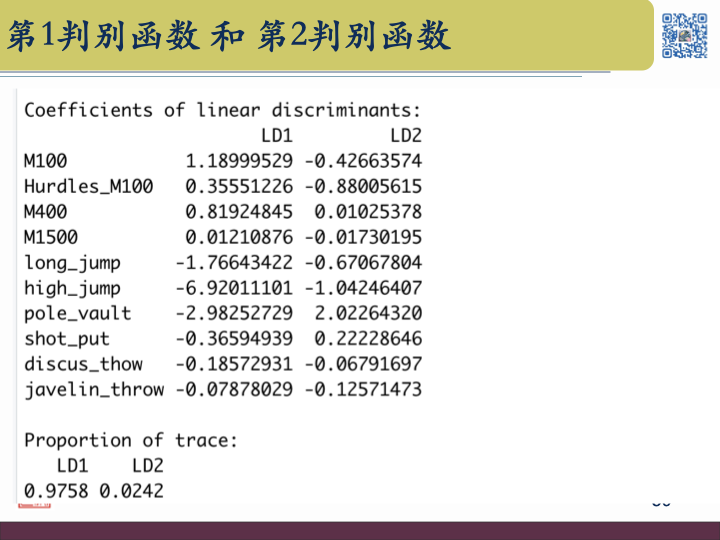 第1判别函数 和 第2判别函数
Coefficients of linear discriminants:
LD1 LD2
M100 1.18999529 -0.42663574
Hurdles_M100 0.35551226 -0.88005615
M400 0.81924845 0.01025378
M1500 0.01210876 -0.01730195
long_jump -1.76643422 -0.67067804
high_jump -6.92011101 -1.04246407
pole_vault -2.98252729 2.02264320
shot_put -0.36594939 0.22228646
discus_thow -0.18572931 -0.06791697
javelin_throw -0.07878029 -0.12571473
Proportion of trace:
LD1 LD2
0.9758 0.0242